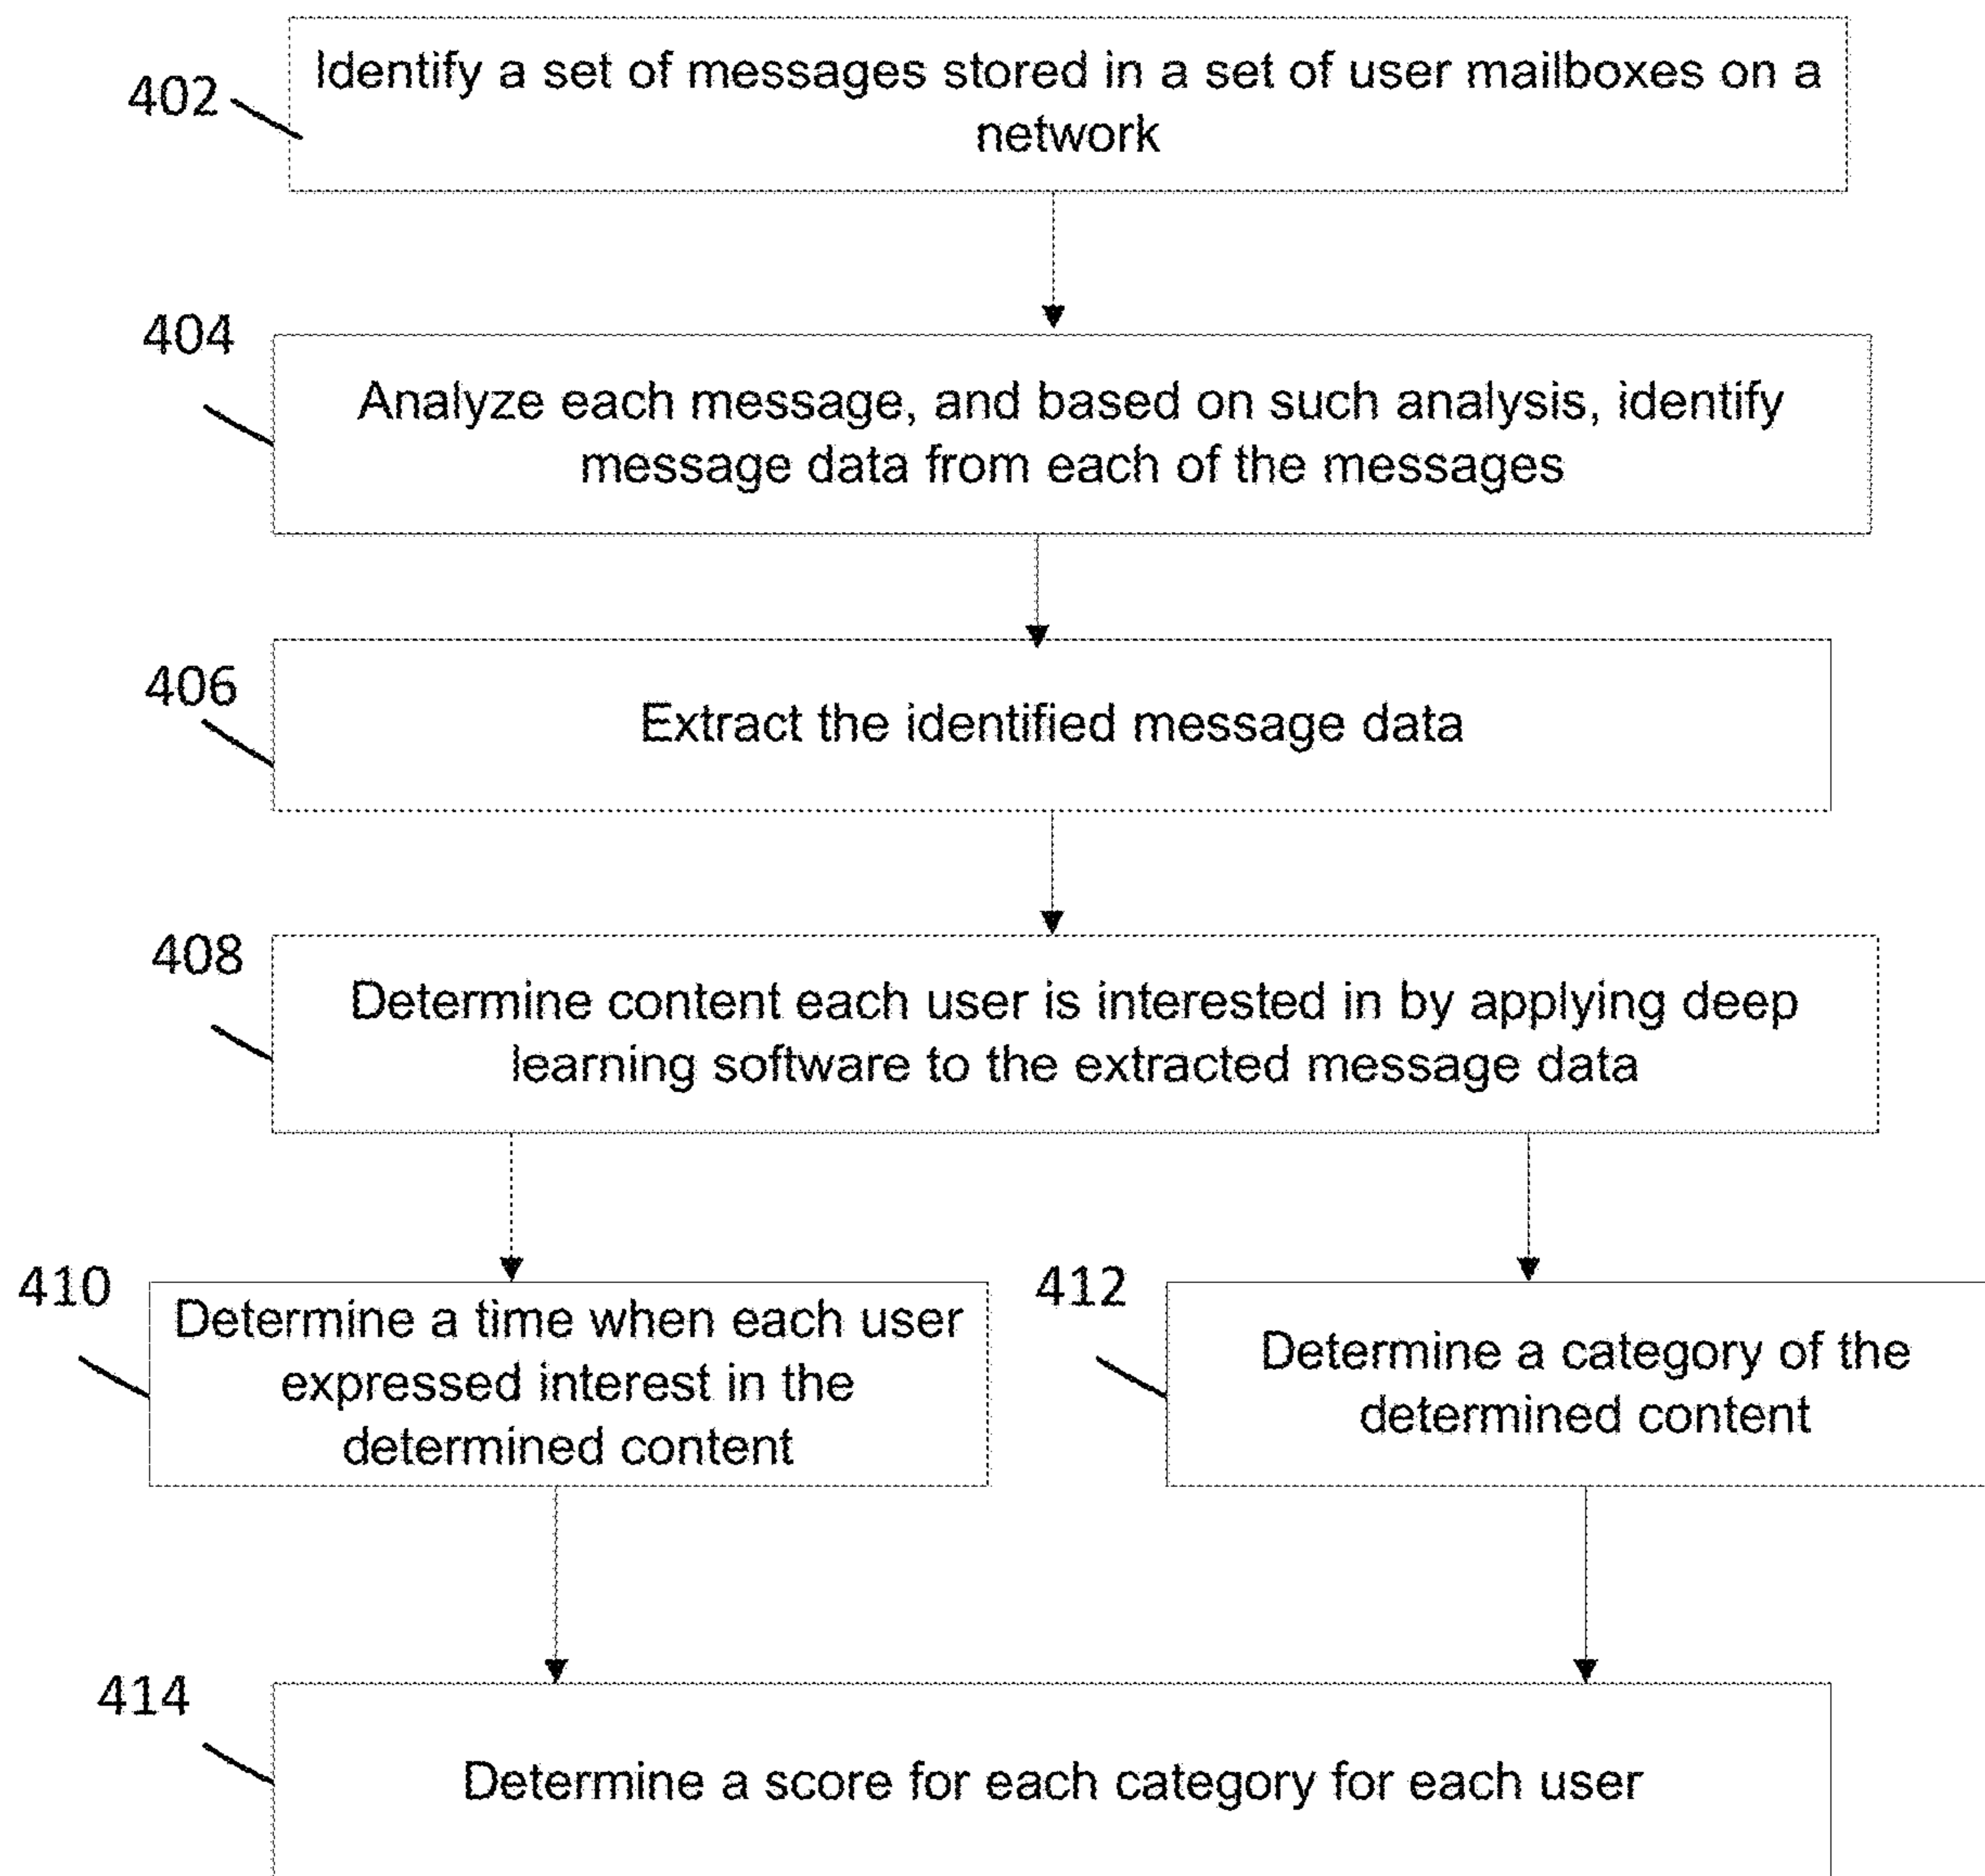 402
Identify a set of messages stored in a set of user mailboxes on a
network
404
Analyze each message, and based on such analysis, identify
message data from each of the messages
406
Extract the identified message data
408
Determine content each user is interested in by applying deep
learning software to the extracted message data
410
Determine a time when each user
expressed interest in the
determined content
412
Determine a category of the
determined content
414
Determine a score for each category for each user